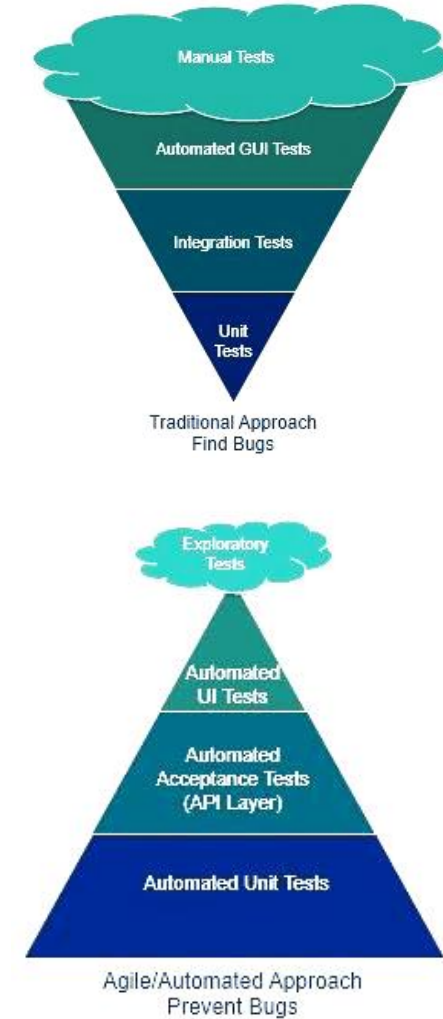 Manual Tests
Automated GUI Tests
Integration Tests
Unit
Tests
Traditional Approach
Find Bugs
Exploratory
Tests
Automated
UI Tests
Automated
Acceptance Tests
(API Layer)
Automated Unit Tests
Agile/Automated Approach
Prevent Bugs